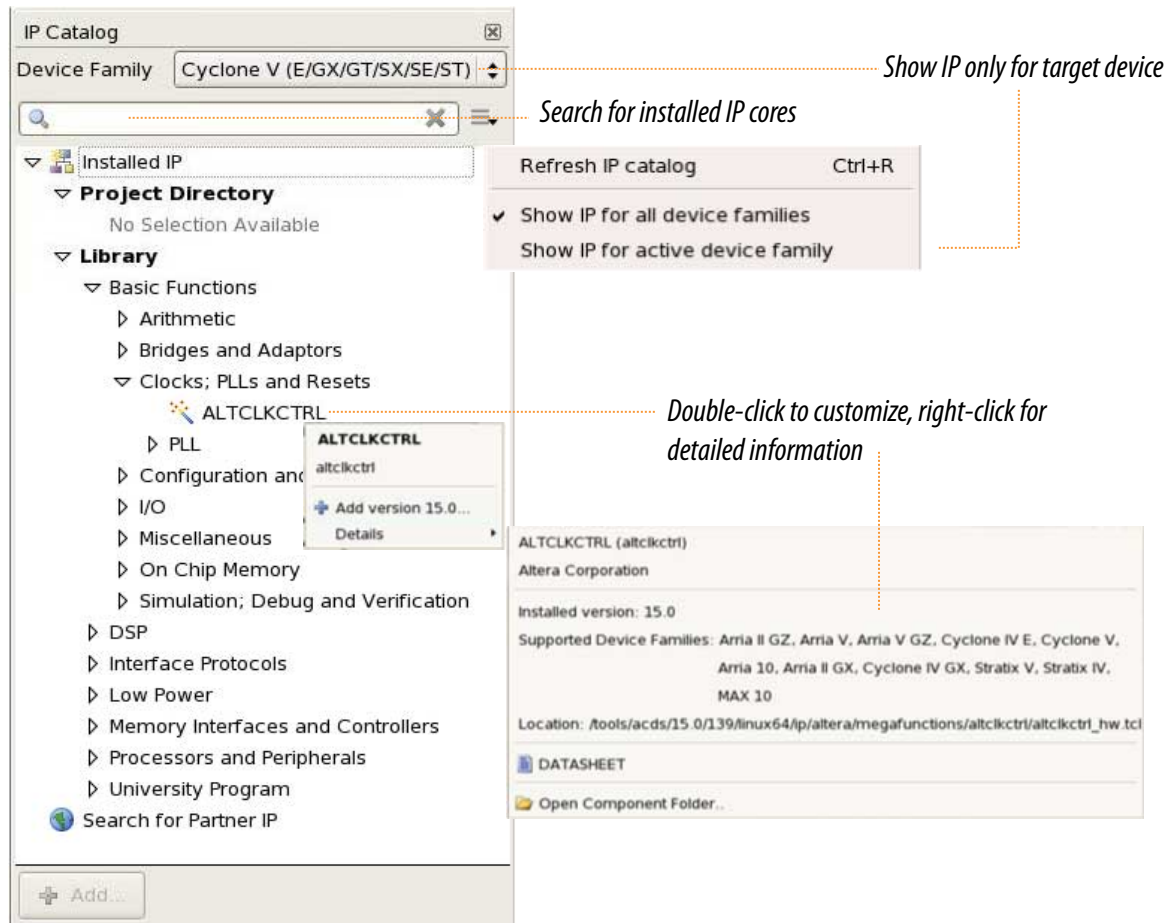 IP Catalog
Device Family
Cyclone V (E/GX/GT/SX/SE/ST)
Show IP only for target device
Search for installed IP cores
Installed IP
Project Directory
No Selection Available
Library
Basic Functions
Arithmetic
Bridges and Adaptors
Clocks; PLLs and Resets
ALTCLKCTRL
PLL
Configuration and
I/O
Miscellaneous
On Chip Memory
Simulation; Debug and Verification
DSP
Interface Protocols
Low Power
Memory Interfaces and Controllers
Processors and Peripherals
University Program
Search for Partner IP
Add...
Refresh IP catalog Ctrl+R
Show IP for all device families
Show IP for active device family
Double-click to customize, right-click for
detailed information
ALTCLKCTRL
altclkctrl
Add version 15.0...
Details
ALTCLKCTRL (altclkctrl)
Altera Corporation
Installed version: 15.0
Supported Device Families: Arria II GZ, Arria V, Arria V GZ, Cyclone IV E, Cyclone V,
Arria 10, Arria II GX, Cyclone IV GX, Stratix V, Stratix IV,
MAX 10
Location: /tools/acds/15.0/139/linux64/ip/altera/megafunctions/altclkctrl/altclkctrl_hw.tcl
DATASHEET
Open Component Folder..